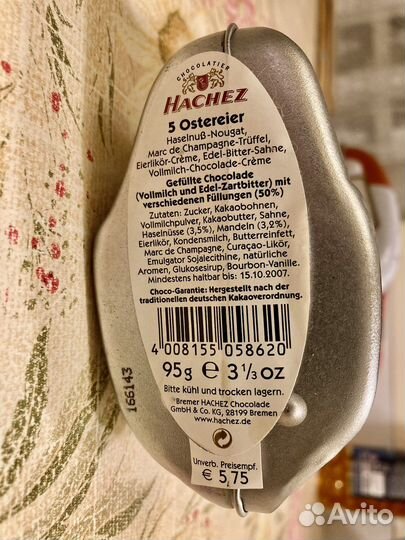 CHOCOLATIER
HACHEZ
5 Ostereier
Haselnuß-Nougat,
Marc de Champagne-Trüffel,
Eierlikör-Crème, Edel-Bitter-Sahne,
Vollmilch-Chocolade-Crème
Gefüllte Chocolade
(Vollmilch und Edel-Zartbitter) mit
verschiedenen Füllungen (50%)
Zutaten: Zucker, Kakaobohnen,
Vollmilchpulver, Kakaobutter, Sahne,
Haselnüsse (3,5%), Mandeln (3,2%),
Eierlikör, Kondensmilch, Butterreinfett,
Marc de Champagne, Curaçao-Likör,
Emulgator Sojalecithine, natürliche
Aromen, Glukosesirup, Bourbon-Vanille.
Mindestens haltbar bis: 15.10.2007.
Choco-Garantie: Hergestellt nach der
traditionellen deutschen Kakaoverordnung.
4 008155 058620
95g e 3 1/3 oz
Bitte kühl und trocken lagern.
Bremer HACHEZ Chocolade
GmbH & Co. KG, 28199 Bremen
www.hachez.de
Unverb. Preisempf.
€ 5,75
166143
Avito